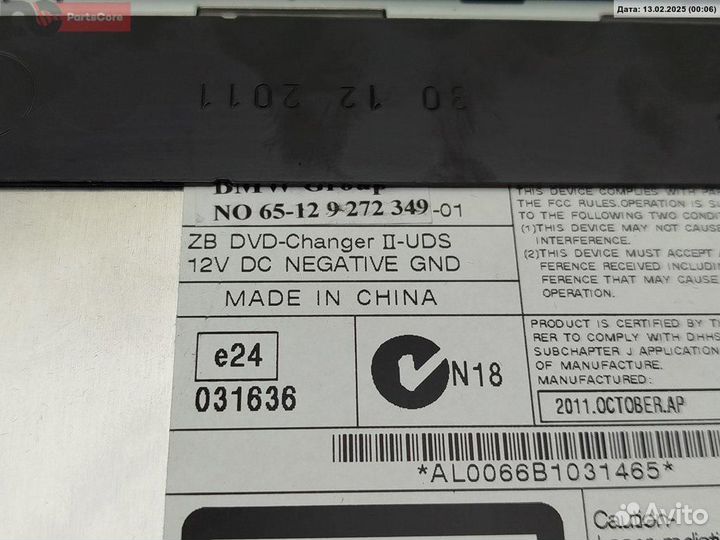 PartsCore
Дата: 13.02.2025 (00:06)
30 12 2011
BMW Group
NO 65-12 9-272 349-01
ZB DVD-Changer II-UDS
12V DC NEGATIVE GND
MADE IN CHINA
e24
031636
N18
THIS DEVICE COMPLIES WITH
THE FCC RULES.OPERATION IS
TO THE FOLLOWING TWO
(1)THIS DEVICE MAY NOT CAUSE
INTERFERENCE.
(2)THIS DEVICE MUST ACCEPT
FERENCE RECEIVED
FERENCE THAT MAY CAUSE
OPERATION.
PRODUCT IS CERTIFIED BY
RER TO COMPLY WITH DHHS
SUBCHAPTER J APPLICATION
OF MANUFACTURE.
MANUFACTURED:
2011.OCTOBER.AP
*AL0066B1031465*
Caution-
Avito